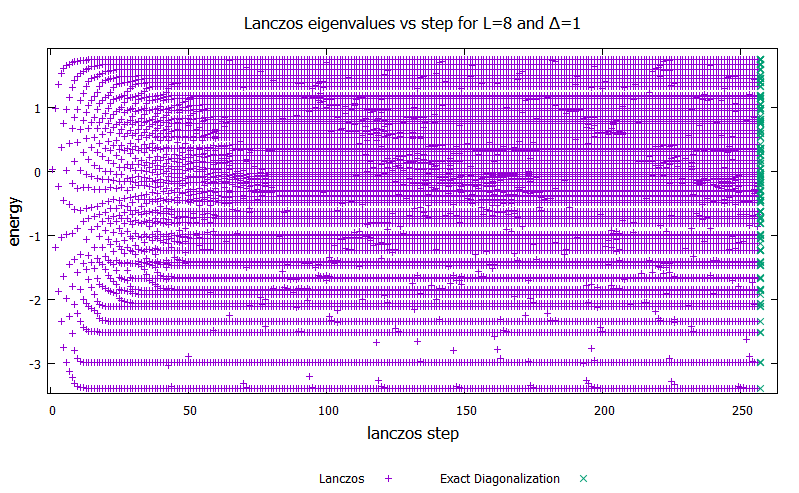 Lanczos eigenvalues vs step for L=8 and Δ=1
1
0
-1
-2
-3
energy
0 50 100 150 200 250
lanczos step
Lanczos Exact Diagonalization